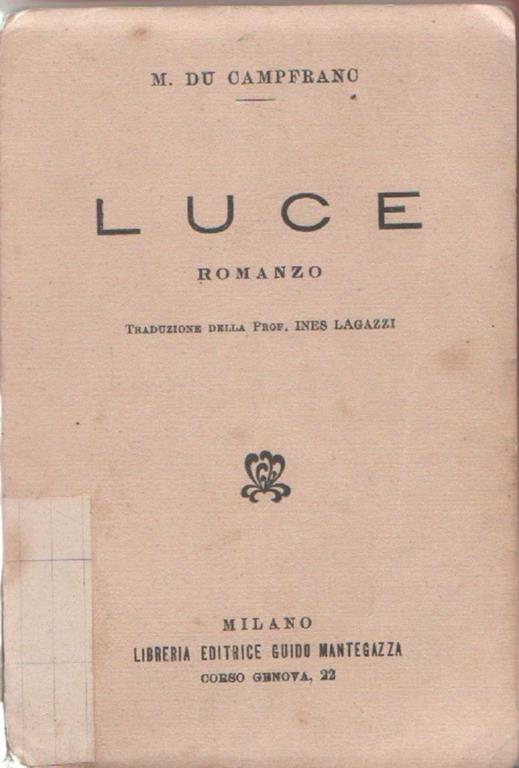 M. DU CAMPFRANC
LUCE
ROMANZO
TRADUZIONE DELLA PROF. INES LAGAZZI
MILANO
LIBRERIA EDITRICE GUIDO MANTEGAZZA
CORSO GENOVA, 22